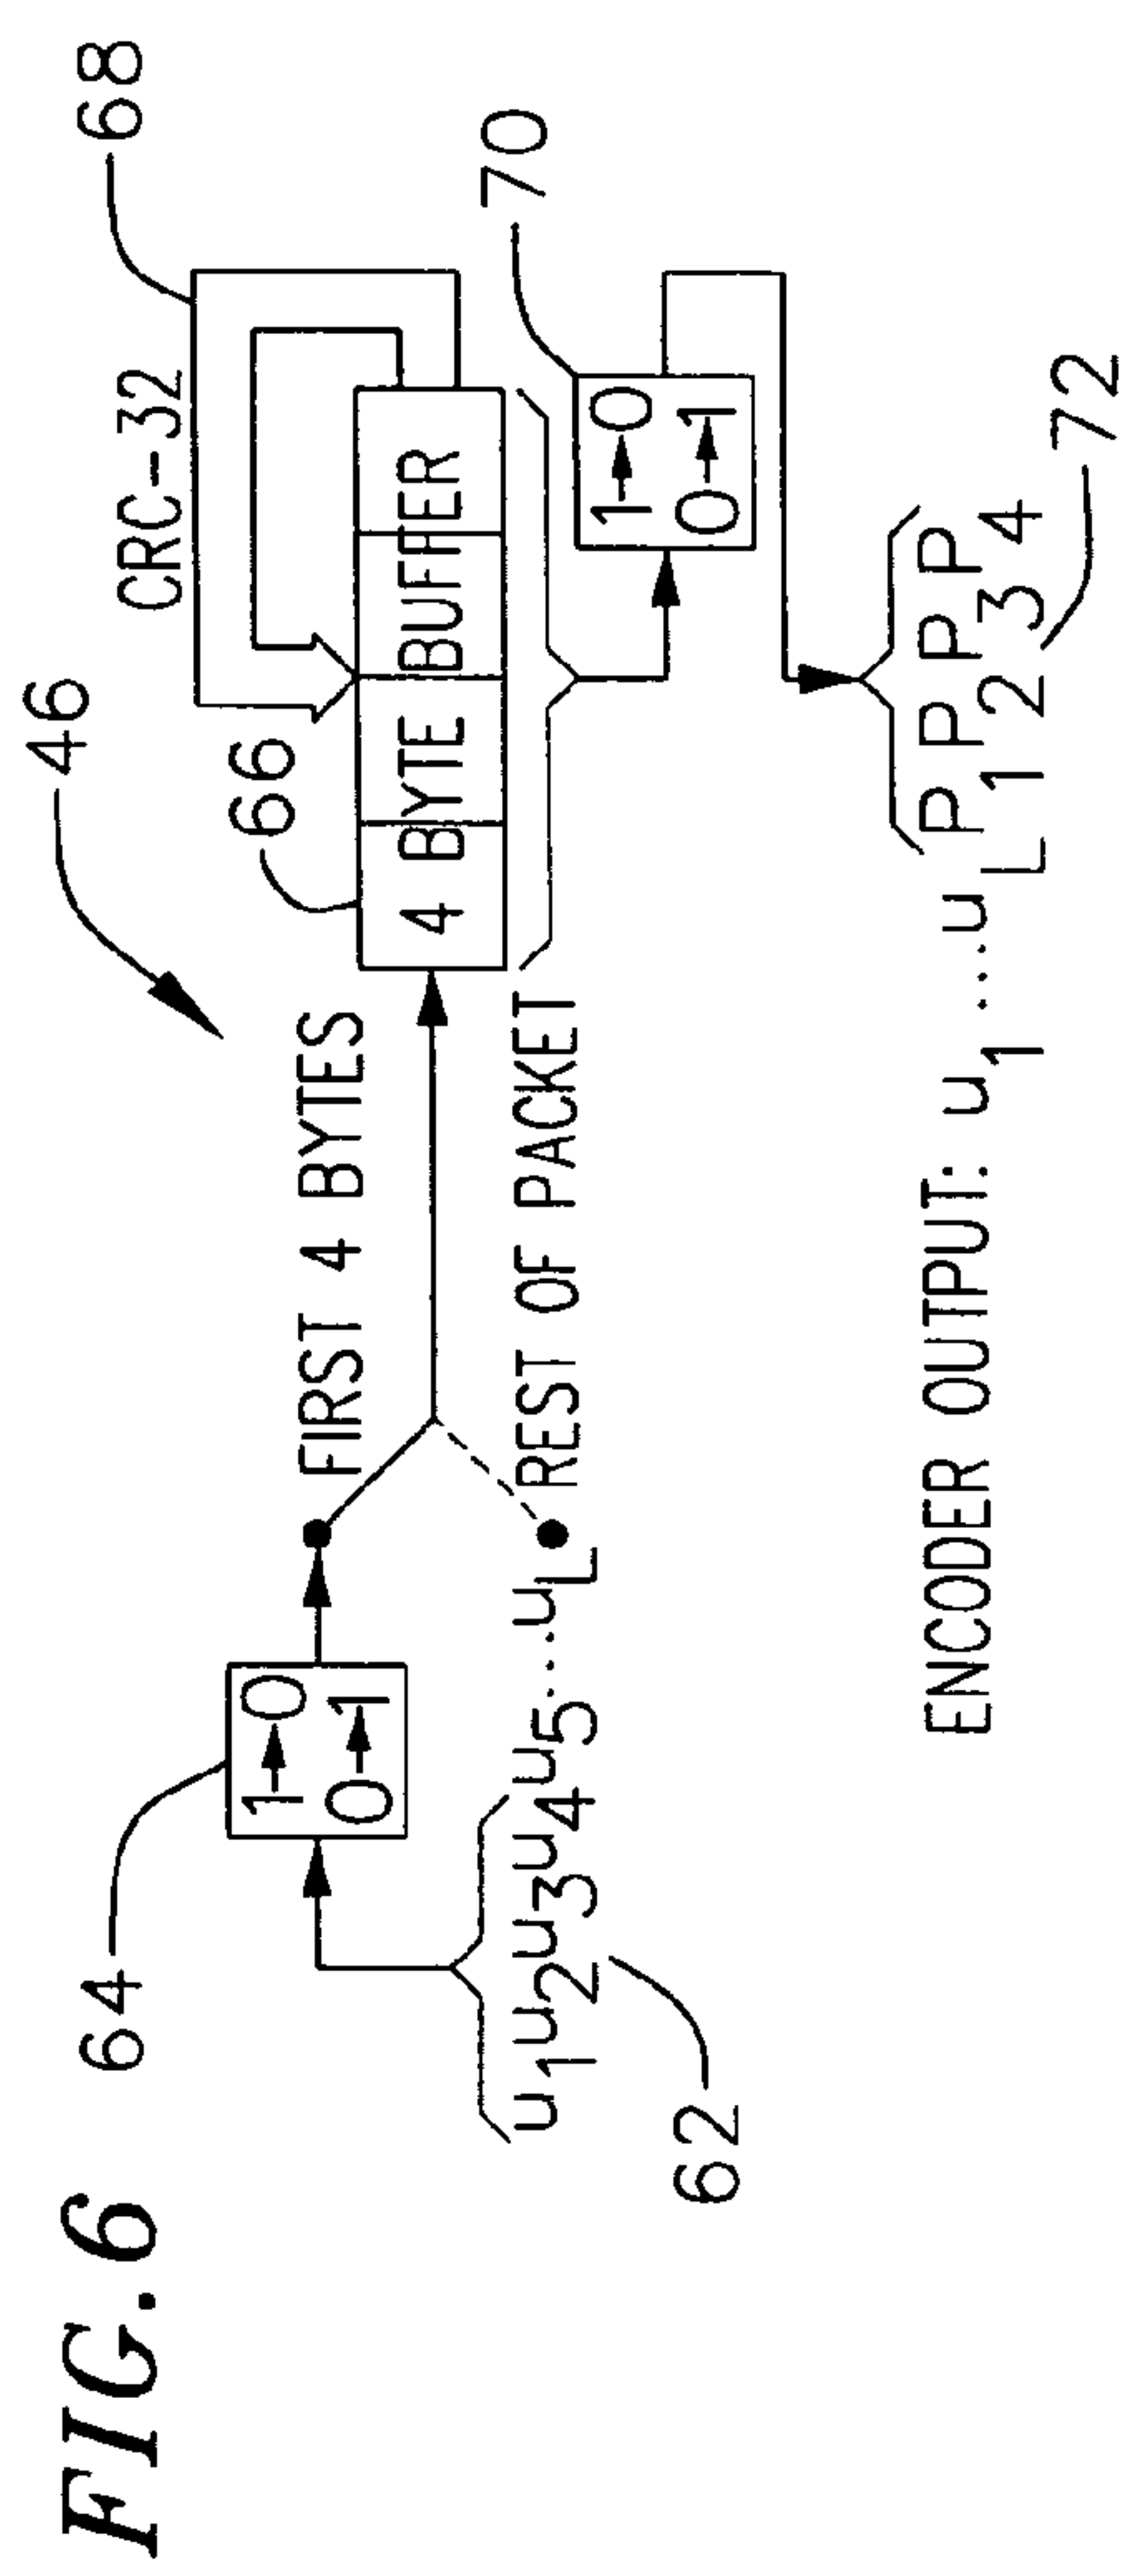 FIG. 6
46
64
1→0
0→1
FIRST 4 BYTES
66
CRC-32
68
4 BYTE BUFFER
u1u2u3u4u5...uL
REST OF PACKET
62
70
1→0
0→1
ENCODER OUTPUT: u1...uL P1P2P3P4
72